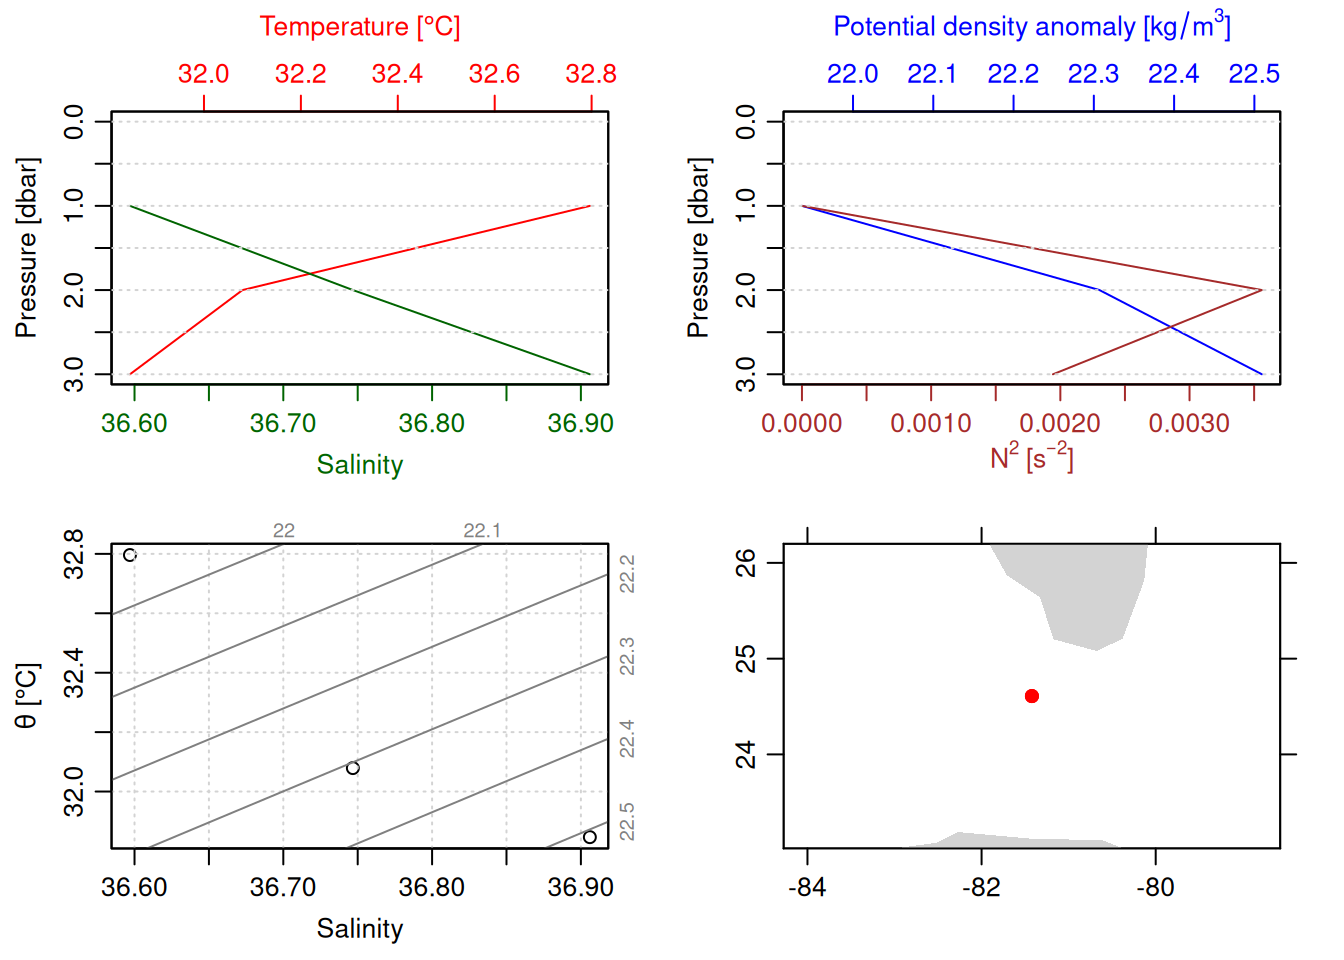 Temperature [°C]
32.0 32.2 32.4 32.6 32.8
Pressure [dbar]
0.0
1.0
2.0
3.0
36.60 36.70 36.80 36.90
Salinity
Potential density anomaly [kg/m³]
22.0 22.1 22.2 22.3 22.4 22.5
Pressure [dbar]
0.0
1.0
2.0
3.0
0.0000 0.0010 0.0020 0.0030
N² [s⁻²]
22 22.1
22.2
22.3
22.4
22.5
θ [°C]
32.8
32.4
32.0
36.60 36.70 36.80 36.90
Salinity
26
25
24
-84 -82 -80